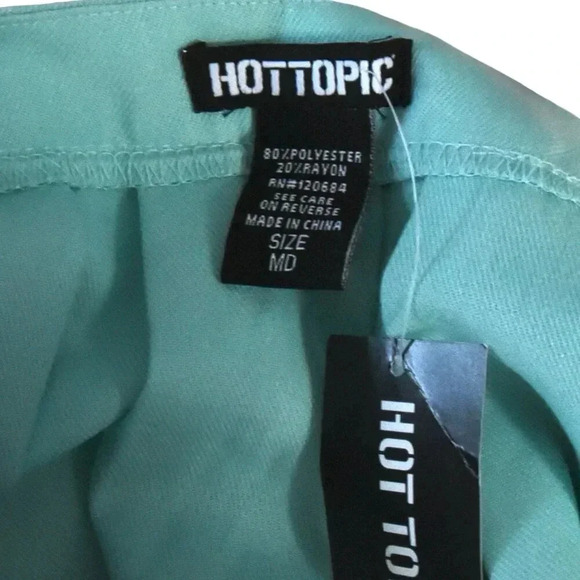 HOTTOPIC
80%POLYESTER
20%RAYON
RN#120684
SEE CARE
ON REVERSE
MADE IN CHINA
SIZE
MD
HOT TO